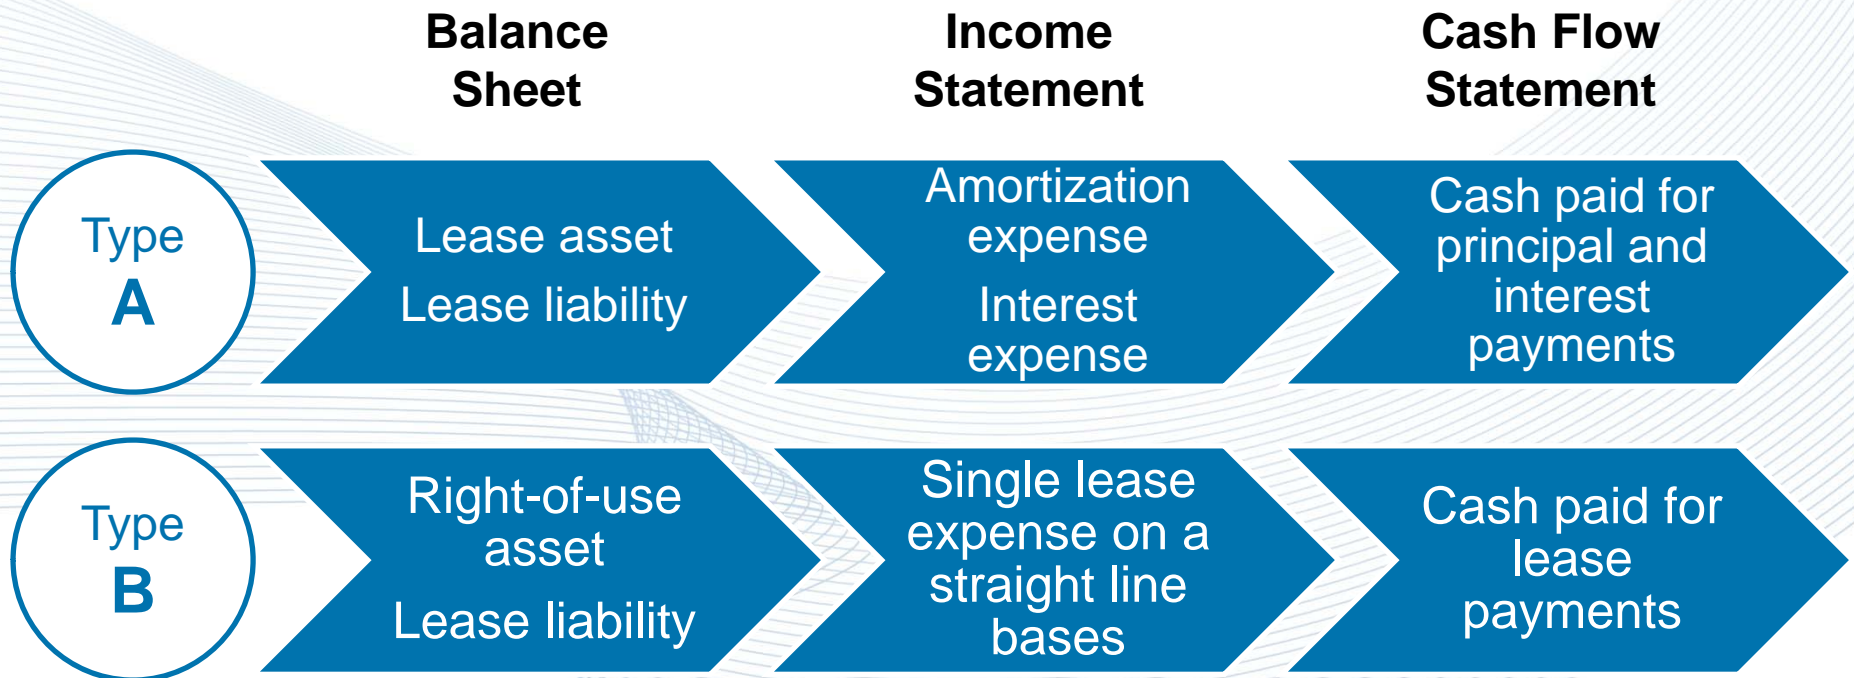 Balance
Sheet
Income
Statement
Cash Flow
Statement
Type
A
Lease asset
Lease liability
Amortization
expense
Interest
expense
Cash paid for
principal and
interest
payments
Type
B
Right-of-use
asset
Lease liability
Single lease
expense on a
straight line
bases
Cash paid for
lease
payments